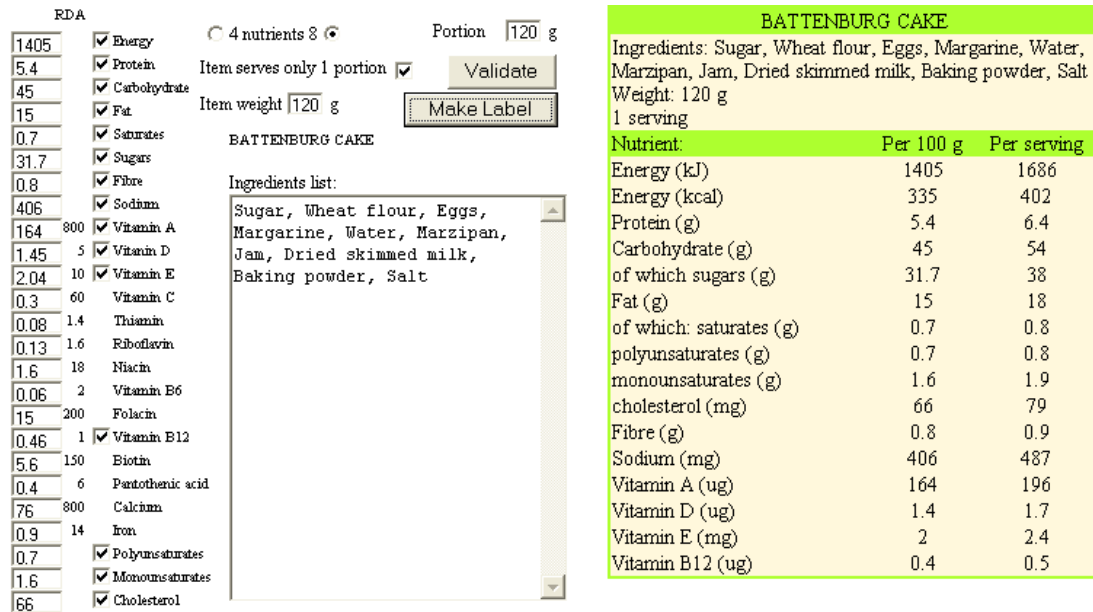 RDA
1405 Energy
5.4 Protein
45 Carbohydrate
15 Fat
0.7 Saturates
31.7 Sugars
0.8 Fibre
406 Sodium
164 800 Vitamin A
1.45 5 Vitanin D
2.04 10 Vitamin E
0.3 60 Vitamin C
0.08 1.4 Thiamin
0.13 1.6 Riboflavin
1.6 18 Niacin
0.06 2 Vitamin B6
15 200 Folacin
0.46 1 Vitamin B12
5.6 150 Biotin
0.4 6 Pantothenic acid
76 800 Calcium
0.9 14 Iron
0.7 Polyunsaturates
1.6 Monounsaturates
66 Cholesterol
4 nutrients 8
Portion 120 g
Item serves only 1 portion
Validate
Item weight 120 g
Make Label
BATTENBURG CAKE
Ingredients list:
Sugar, Wheat flour, Eggs,
Margarine, Water, Marzipan,
Jam, Dried skimmed milk,
Baking powder, Salt
BATTENBURG CAKE
Ingredients: Sugar, Wheat flour, Eggs, Margarine, Water,
Marzipan, Jam, Dried skimmed milk, Baking powder, Salt
Weight: 120 g
1 serving
Nutrient: Per 100 g Per serving
Energy (kJ) 1405 1686
Energy (kcal) 335 402
Protein (g) 5.4 6.4
Carbohydrate (g) 45 54
of which sugars (g) 31.7 38
Fat (g) 15 18
of which: saturates (g) 0.7 0.8
polyunsaturates (g) 0.7 0.8
monounsaturates (g) 1.6 1.9
cholesterol (mg) 66 79
Fibre (g) 0.8 0.9
Sodium (mg) 406 487
Vitamin A (ug) 164 196
Vitamin D (ug) 1.4 1.7
Vitamin E (mg) 2 2.4
Vitamin B12 (ug) 0.4 0.5